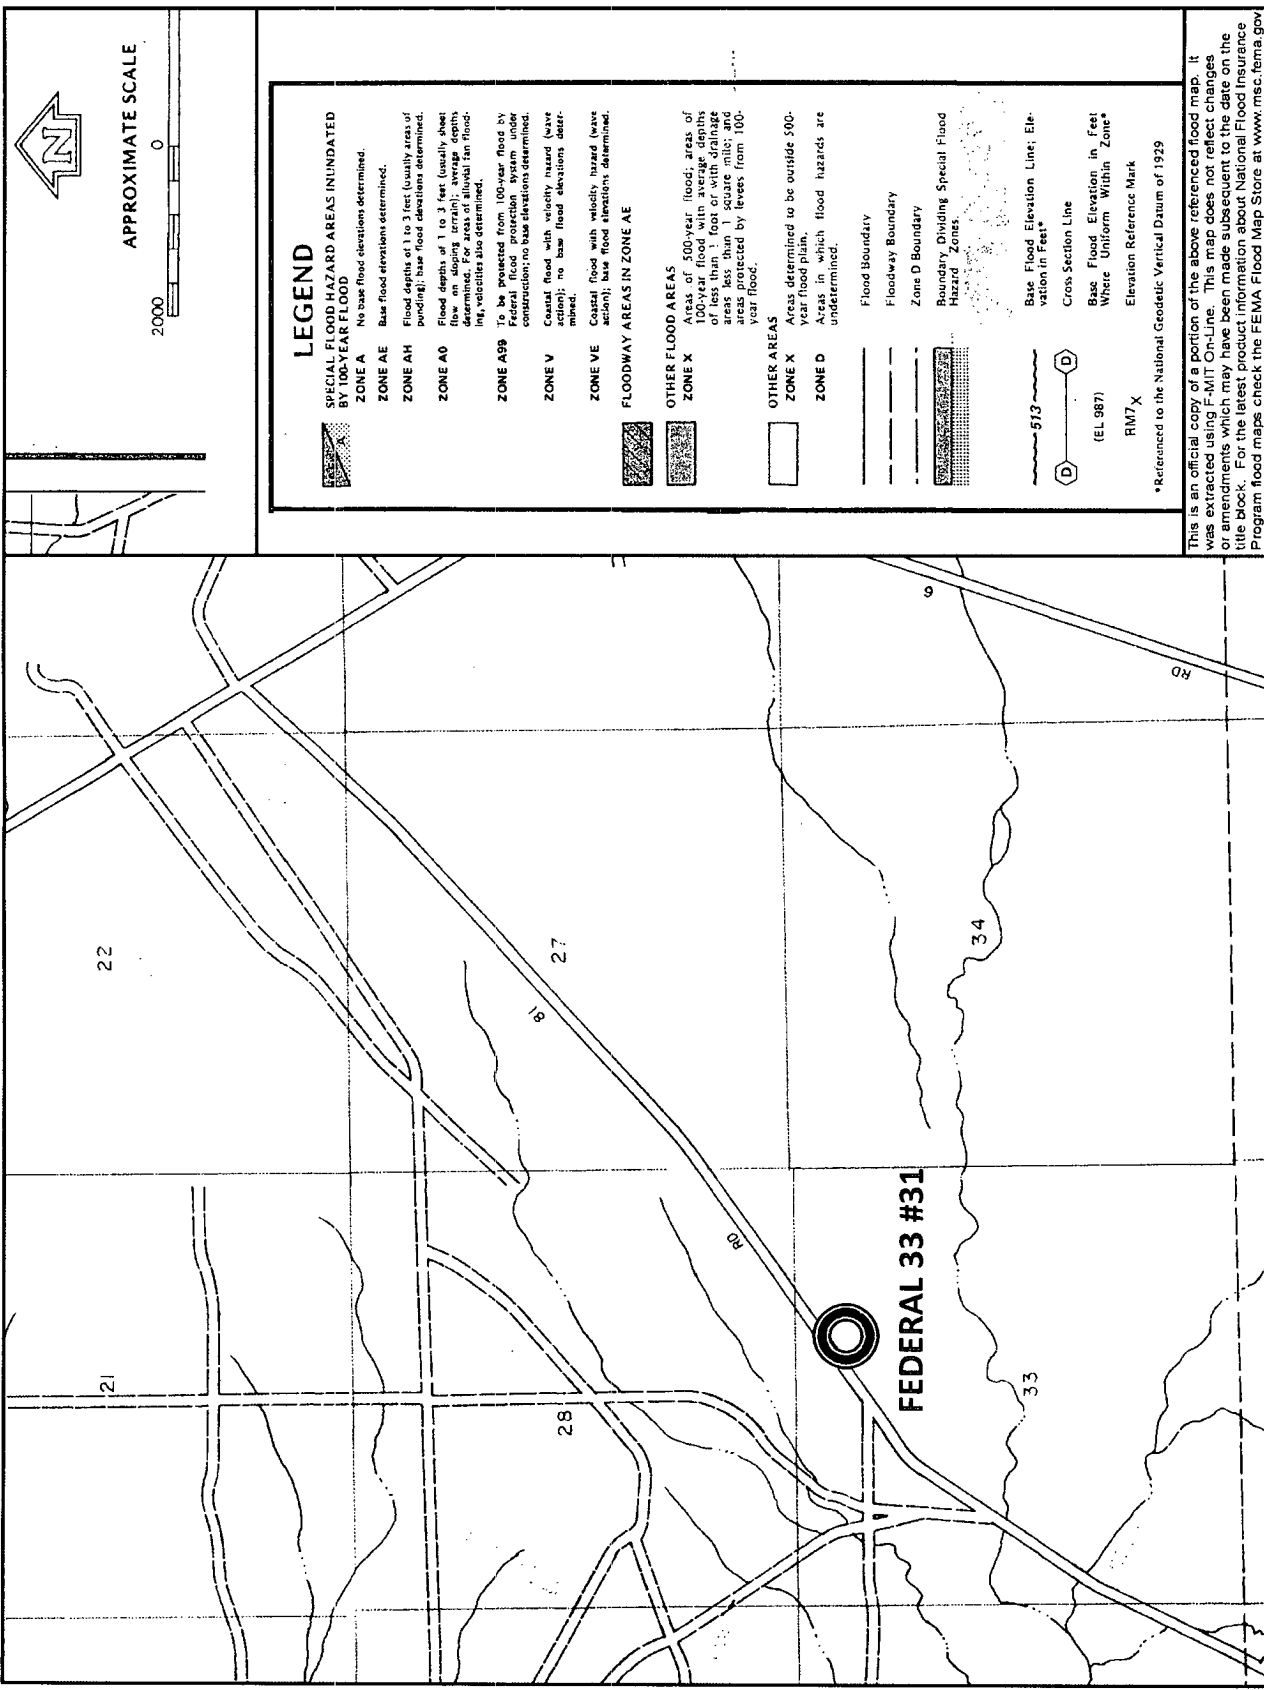 N
APPROXIMATE SCALE
2000 0
LEGEND
SPECIAL FLOOD HAZARD AREAS INUNDATED
BY 100-YEAR FLOOD
ZONE A No base flood elevations determined.
ZONE AE Base flood elevations determined.
ZONE AH Flood depths of 1 to 3 feet (usually areas of
ponding); base flood elevations determined.
ZONE AO Flood depths of 1 to 3 feet (usually sheet
flow on sloping terrain); average depths
determined. For areas of alluvial fan flood-
ing, velocities also determined.
ZONE A99 To be protected from 100-year flood by
Federal flood protection system under
construction; no base elevations determined.
ZONE V Coastal flood with velocity hazard (wave
action); no base flood elevations deter-
mined.
ZONE VE Coastal flood with velocity hazard (wave
action); base flood elevations determined.
FLOODWAY AREAS IN ZONE AE
OTHER FLOOD AREAS
ZONE X Areas of 500-year flood; areas of
100-year flood with average depths
of less than 1 foot or with drainage
areas less than 1 square mile; and
areas protected by levees from 100-
year flood.
OTHER AREAS
ZONE X Areas determined to be outside 500-
year flood plain.
ZONE D Areas in which flood hazards are
undetermined.
Flood Boundary
Floodway Boundary
Zone D Boundary
Boundary Dividing Special Flood
Hazard Zones.
513 Base Flood Elevation Line; Ele-
vation in Feet*
D D Cross Section Line
(EL 987) Base Flood Elevation in Feet
Where Uniform Within Zone*
RM7X Elevation Reference Mark
*Referenced to the National Geodetic Vertical Datum of 1929
This is an official copy of a portion of the above referenced flood map. It
was extracted using F-MIT On-Line. This map does not reflect changes
or amendments which may have been made subsequent to the date on the
title block. For the latest product information about National Flood Insurance
Program flood maps check the FEMA Flood Map Store at www.msc.fema.gov
21
22
28
27
81
RD
FEDERAL 33 #31
33
34
6
RD